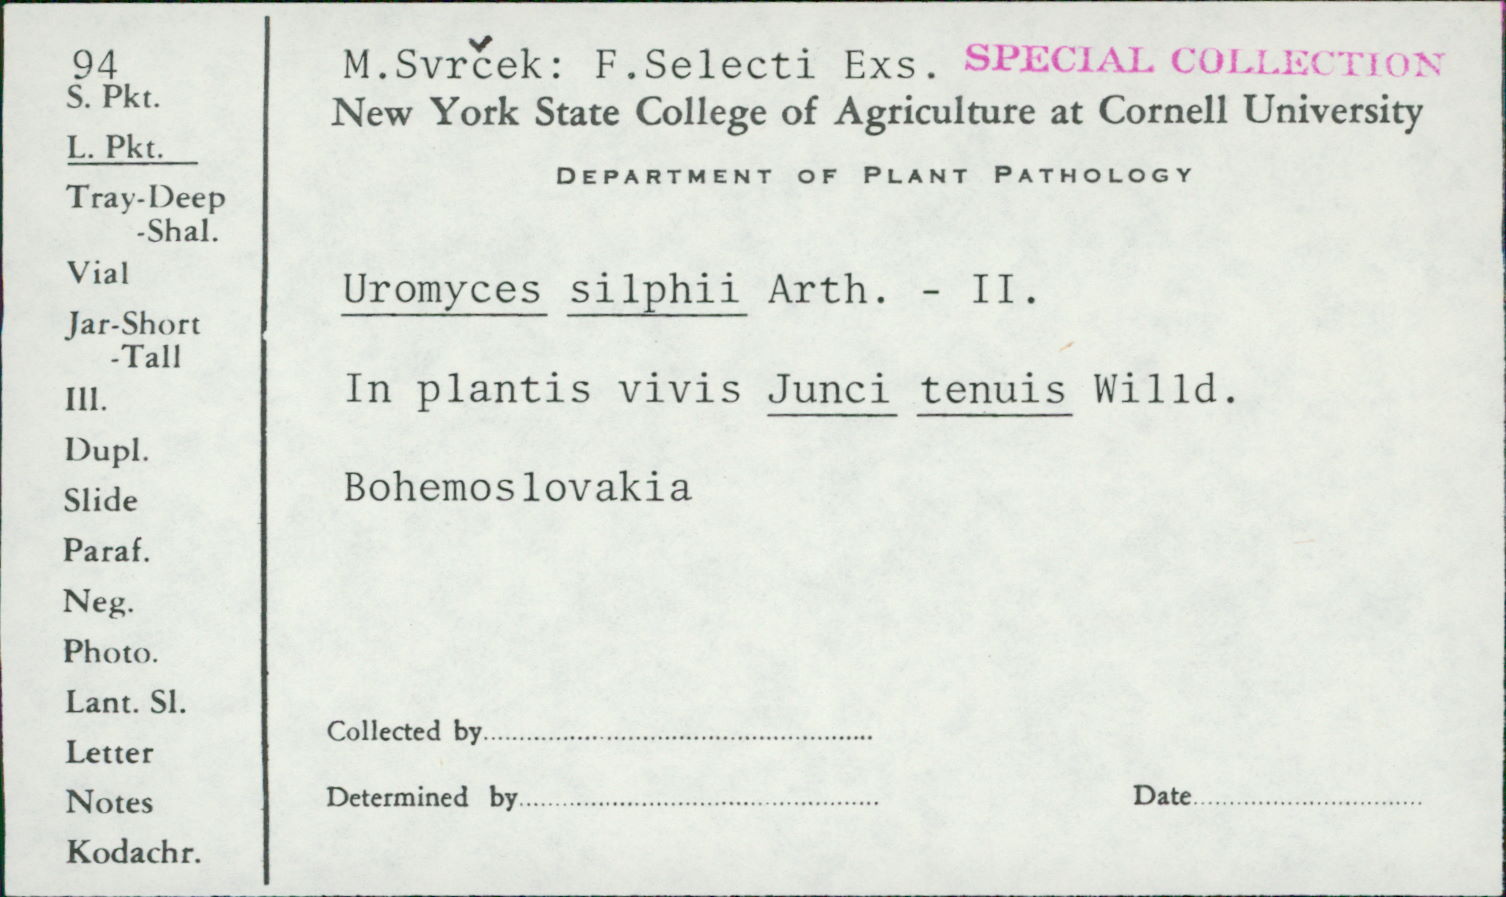 94
S. Pkt.
L. Pkt.
Tray-Deep
-Shal.
Vial
Jar-Short
-Tall
Ill.
Dupl.
Slide
Paraf.
Neg.
Photo.
Lant. Sl.
Letter
Notes
Kodachr.
M.Svrček: F.Selecti Exs. SPECIAL COLLECTION
New York State College of Agriculture at Cornell University
DEPARTMENT OF PLANT PATHOLOGY
Uromyces silphii Arth. - II.
In plantis vivis Junci tenuis Willd.
Bohemoslovakia
Collected by
Determined by Date